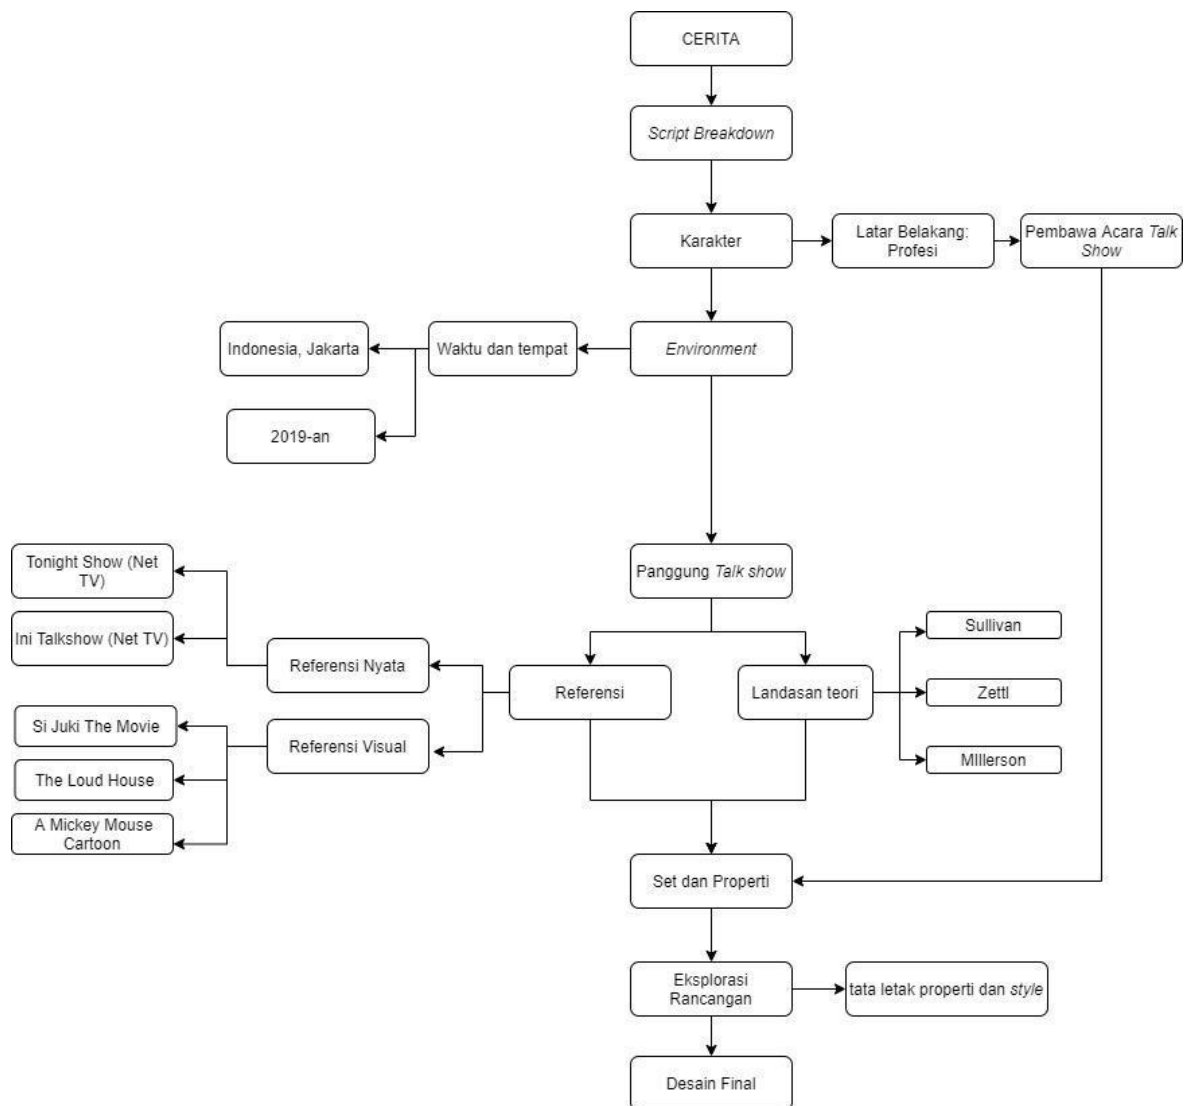 CERITA
Script Breakdown
Karakter
Latar Belakang:
Profesi
Pembawa Acara Talk
Show
Indonesia, Jakarta
Waktu dan tempat
Environment
2019-an
Tonight Show (Net
TV)
Panggung Talk show
Ini Talkshow (Net TV)
Sullivan
Referensi Nyata
Referensi
Landasan teori
Zettl
Si Juki The Movie
Referensi Visual
MIllerson
The Loud House
A Mickey Mouse
Cartoon
Set dan Properti
Eksplorasi
Rancangan
tata letak properti dan style
Desain Final